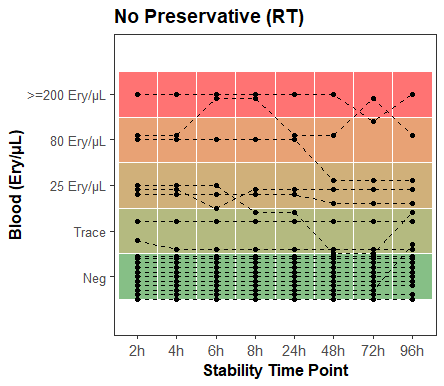 No Preservative (RT)
Blood (Ery/µL)
>=200 Ery/µL
80 Ery/µL
25 Ery/µL
Trace
Neg
2h 4h 6h 8h 24h 48h 72h 96h
Stability Time Point